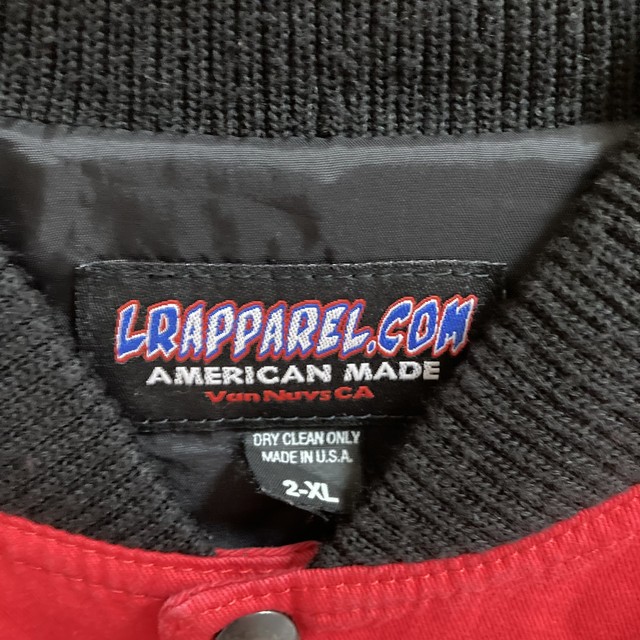 LRAPPAREL.COM
AMERICAN MADE
Van Nuys CA
DRY CLEAN ONLY
MADE IN U.S.A.
2-XL